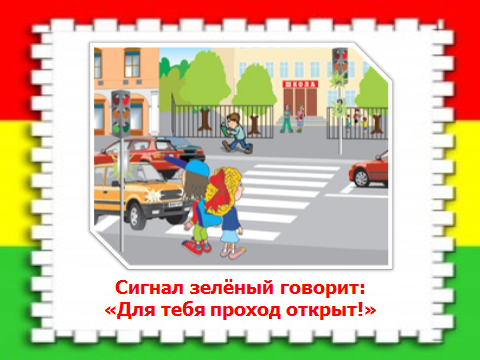 ШКОЛА
Сигнал зелёный говорит:
«Для тебя проход открыт!»